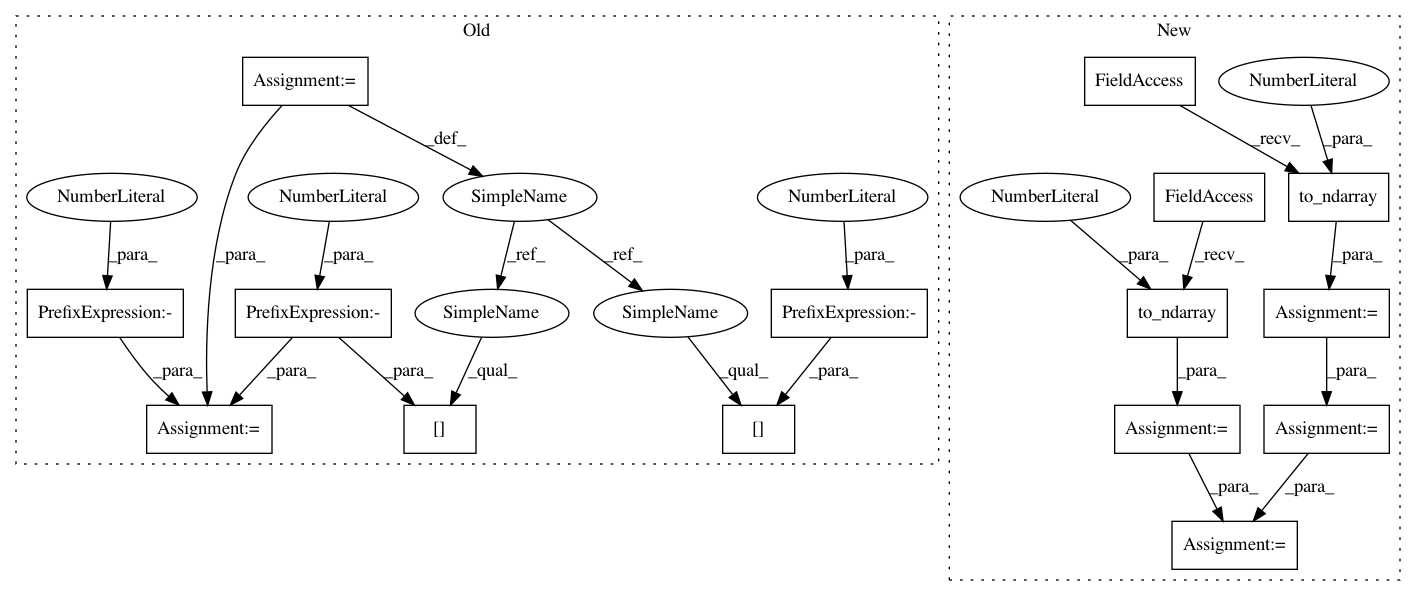 Old
New
Assignment:=
FieldAccess
NumberLiteral
_def_
_recv_
_para_
NumberLiteral
NumberLiteral
SimpleName
NumberLiteral
NumberLiteral
FieldAccess
to_ndarray
_para_
_para_
_para_
_ref_
_ref_
_para_
_para_
_recv_
_para_
PrefixExpression:-
PrefixExpression:-
SimpleName
SimpleName
PrefixExpression:-
to_ndarray
Assignment:=
_para_
_para_
_para_
_qual_
_qual_
_para_
_para_
_para_
Assignment:=
[]
[]
Assignment:=
Assignment:=
_para_
_para_
Assignment:=